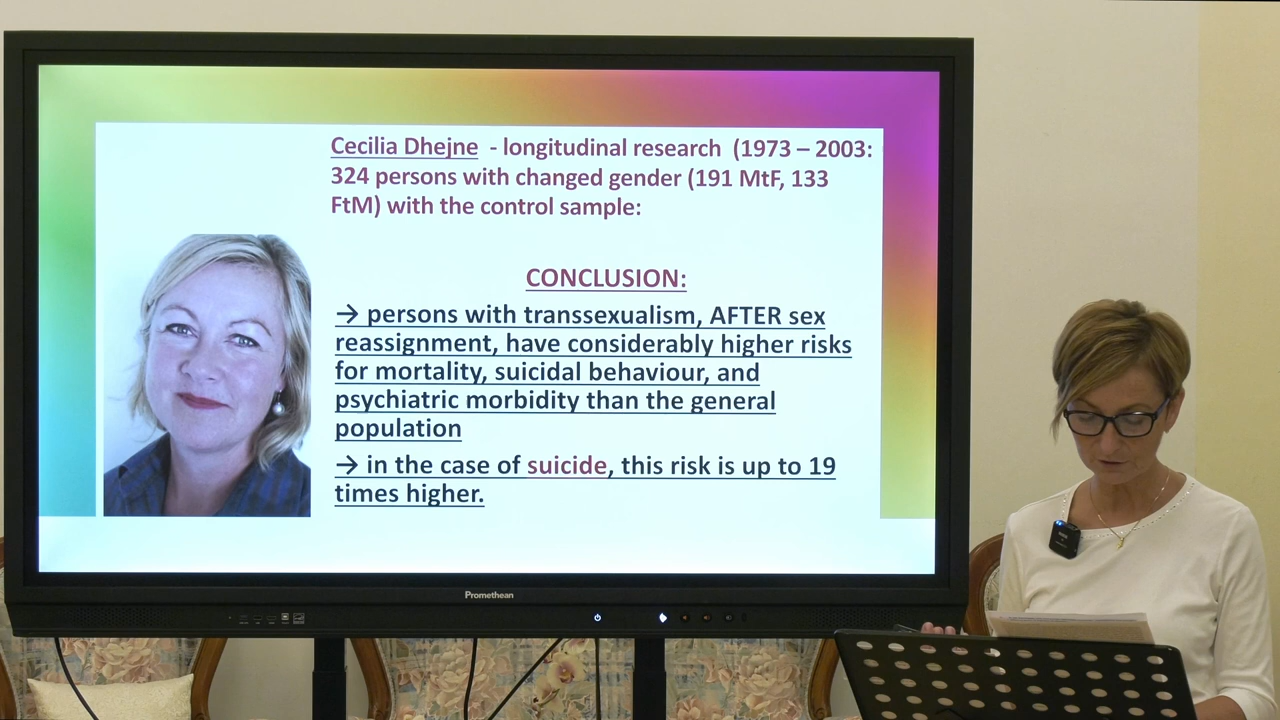 Cecilia Dhejne - longitudinal research (1973 – 2003:
324 persons with changed gender (191 MtF, 133
FtM) with the control sample:
CONCLUSION:
→ persons with transsexualism, AFTER sex
reassignment, have considerably higher risks
for mortality, suicidal behaviour, and
psychiatric morbidity than the general
population
→ in the case of suicide, this risk is up to 19
times higher.
Promethean